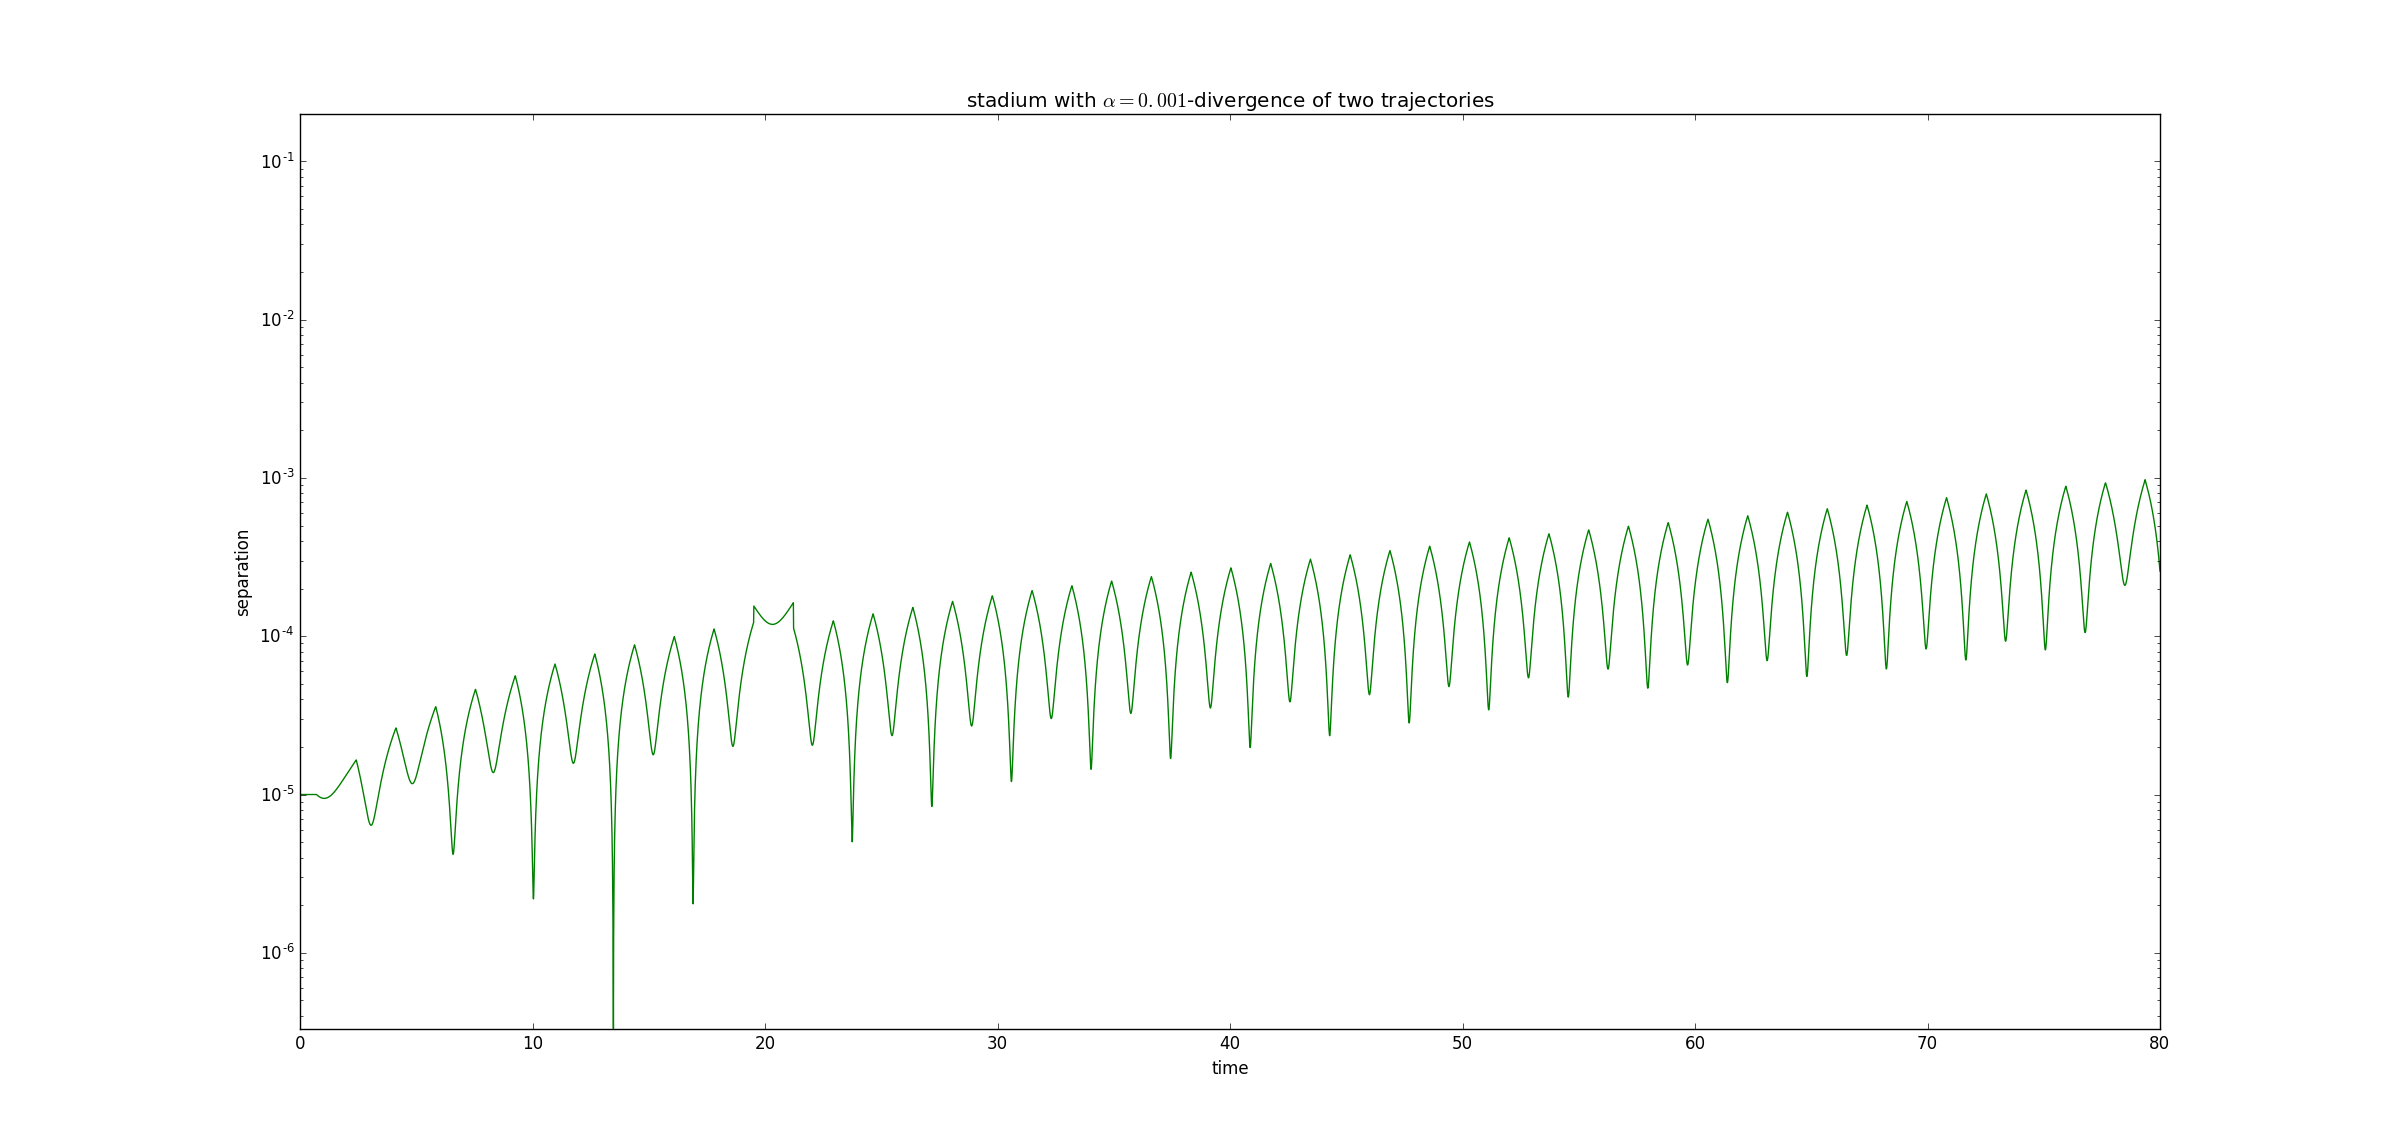 stadium with α=0.001-divergence of two trajectories
10⁻¹
10⁻²
10⁻³
10⁻⁴
10⁻⁵
10⁻⁶
separation
0 10 20 30 40 50 60 70 80
time